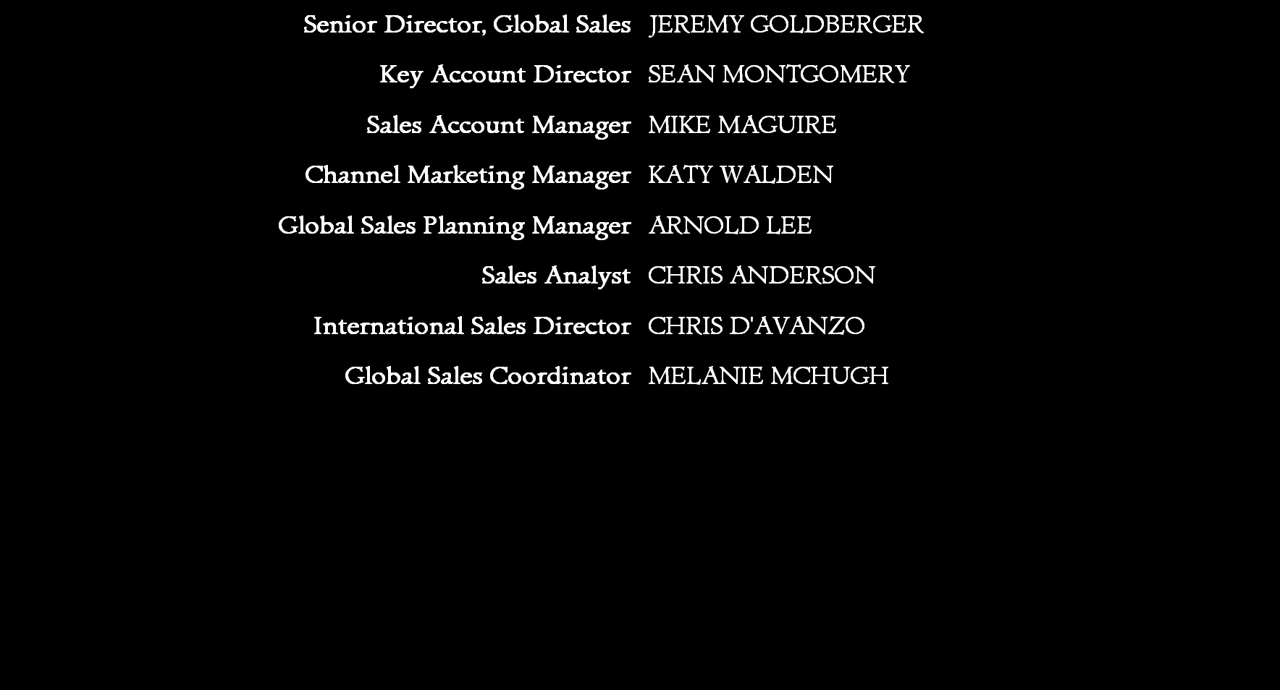 Senior Director, Global Sales JEREMY GOLDBERGER
Key Account Director SEAN MONTGOMERY
Sales Account Manager MIKE MAGUIRE
Channel Marketing Manager KATY WALDEN
Global Sales Planning Manager ARNOLD LEE
Sales Analyst CHRIS ANDERSON
International Sales Director CHRIS D'AVANZO
Global Sales Coordinator MELANIE MCHUGH